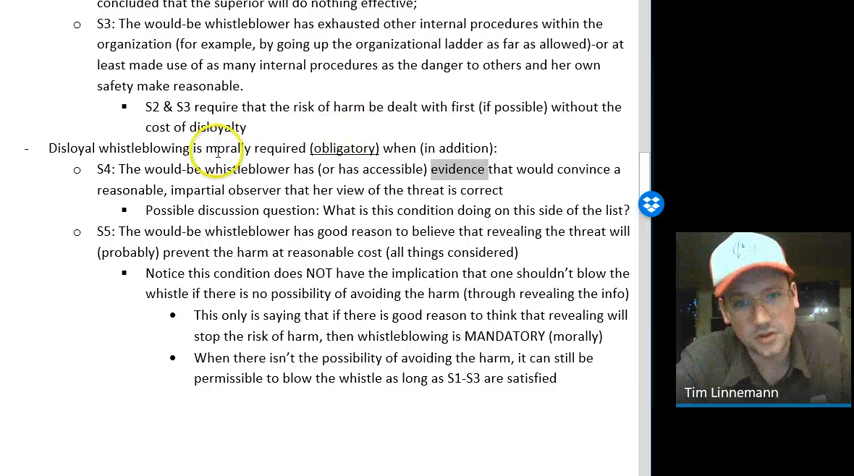 concluded that the superior will do nothing effective;
o S3: The would-be whistleblower has exhausted other internal procedures within the
organization (for example, by going up the organizational ladder as far as allowed)-or at
least made use of as many internal procedures as the danger to others and her own
safety make reasonable.
▪ S2 & S3 require that the risk of harm be dealt with first (if possible) without the
cost of disloyalty
- Disloyal whistleblowing is morally required (obligatory) when (in addition):
o S4: The would-be whistleblower has (or has accessible) evidence that would convince a
reasonable, impartial observer that her view of the threat is correct
▪ Possible discussion question: What is this condition doing on this side of the list?
o S5: The would-be whistleblower has good reason to believe that revealing the threat will
(probably) prevent the harm at reasonable cost (all things considered)
▪ Notice this condition does NOT have the implication that one shouldn't blow the
whistle if there is no possibility of avoiding the harm (through revealing the info)
• This only is saying that if there is good reason to think that revealing will
stop the risk of harm, then whistleblowing is MANDATORY (morally)
• When there isn't the possibility of avoiding the harm, it can still be
permissible to blow the whistle as long as S1-S3 are satisfied
Tim Linnemann